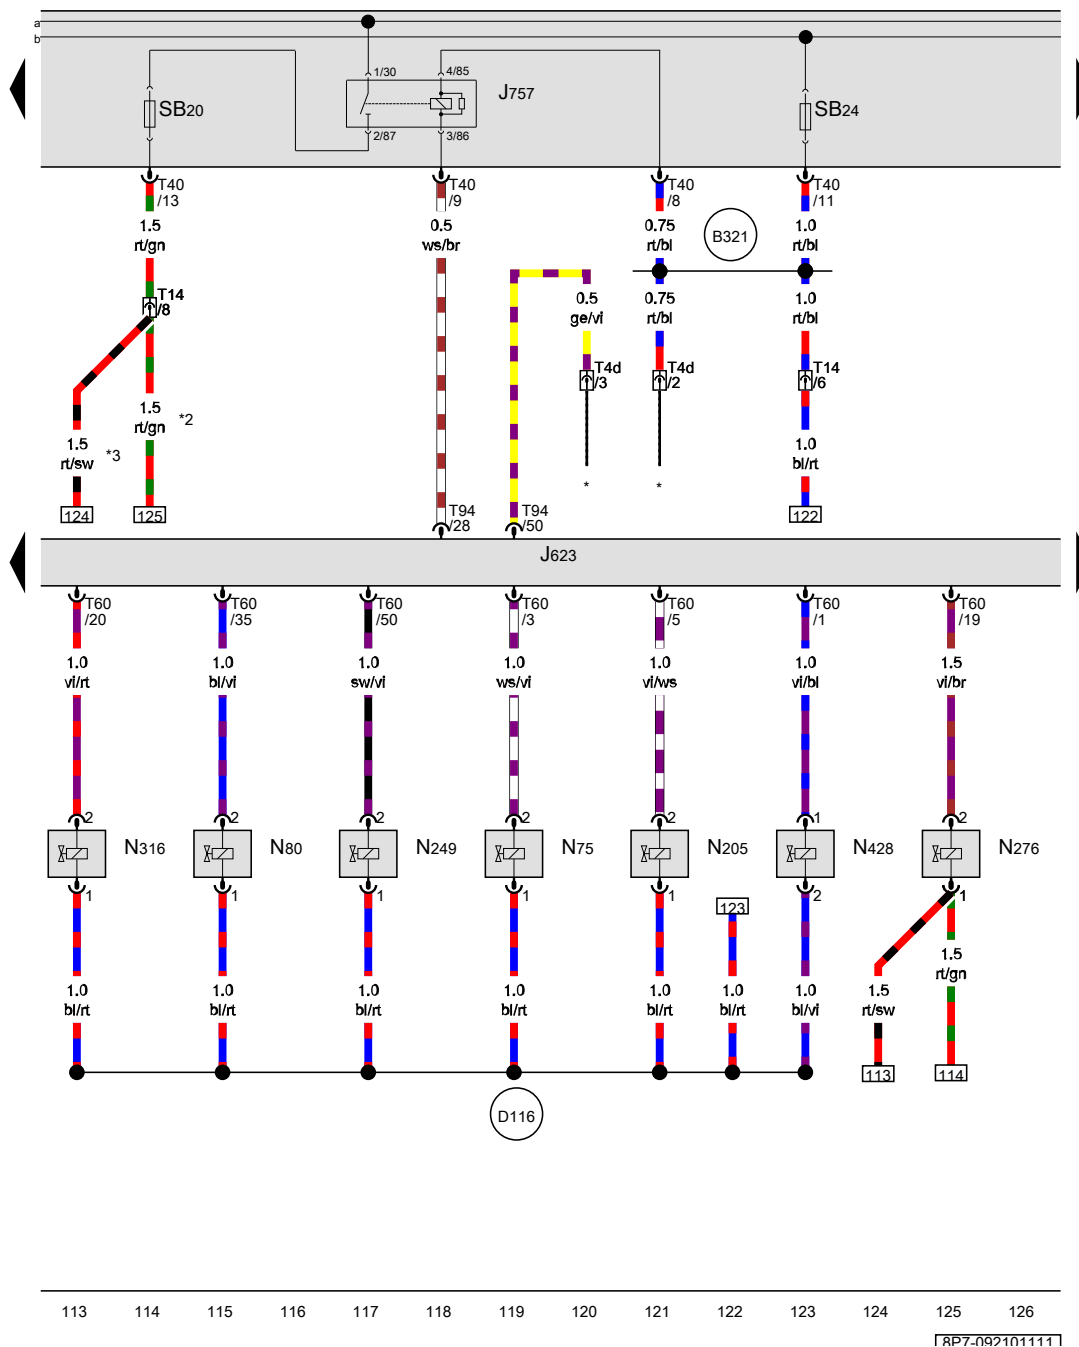 a
b
1/30
4/85
J757
SB20
SB24
2/87
3/86
T40
/13
T40
/9
T40
/8
T40
/11
1.5
rt/gn
0.5
ws/br
0.75
rt/bl
B321
1.0
rt/bl
T14
/8
0.5
ge/vi
0.75
rt/bl
1.0
rt/bl
T4d
/3
T4d
/2
T14
/6
1.5
rt/gn
*2
1.5
rt/sw
*3
1.0
bl/rt
*
*
124
125
T94
/28
T94
/50
122
J623
T60
/20
T60
/35
T60
/50
T60
/3
T60
/5
T60
/1
T60
/19
1.0
vi/rt
1.0
bl/vi
1.0
sw/vi
1.0
ws/vi
1.0
vi/ws
1.0
vi/bl
1.5
vi/br
2
2
2
2
2
1
2
N316
N80
N249
N75
N205
N428
N276
1
1
1
1
1
2
1
123
1.5
rt/gn
1.0
bl/rt
1.0
bl/rt
1.0
bl/rt
1.0
bl/rt
1.0
bl/rt
1.0
bl/rt
1.0
bl/vi
1.5
rt/sw
113
114
D116
113 114 115 116 117 118 119 120 121 122 123 124 125 126
8P7-092101111